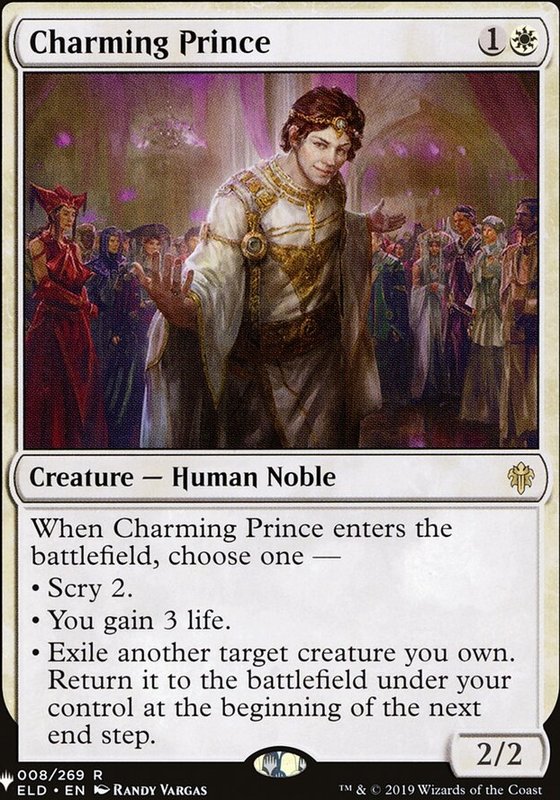 Charming Prince 1
Creature — Human Noble
When Charming Prince enters the
battlefield, choose one —
• Scry 2.
• You gain 3 life.
• Exile another target creature you own.
Return it to the battlefield under your
control at the beginning of the next
end step.
2/2
008/269 R
ELD • EN RANDY VARGAS
™ & © 2019 Wizards of the Coast